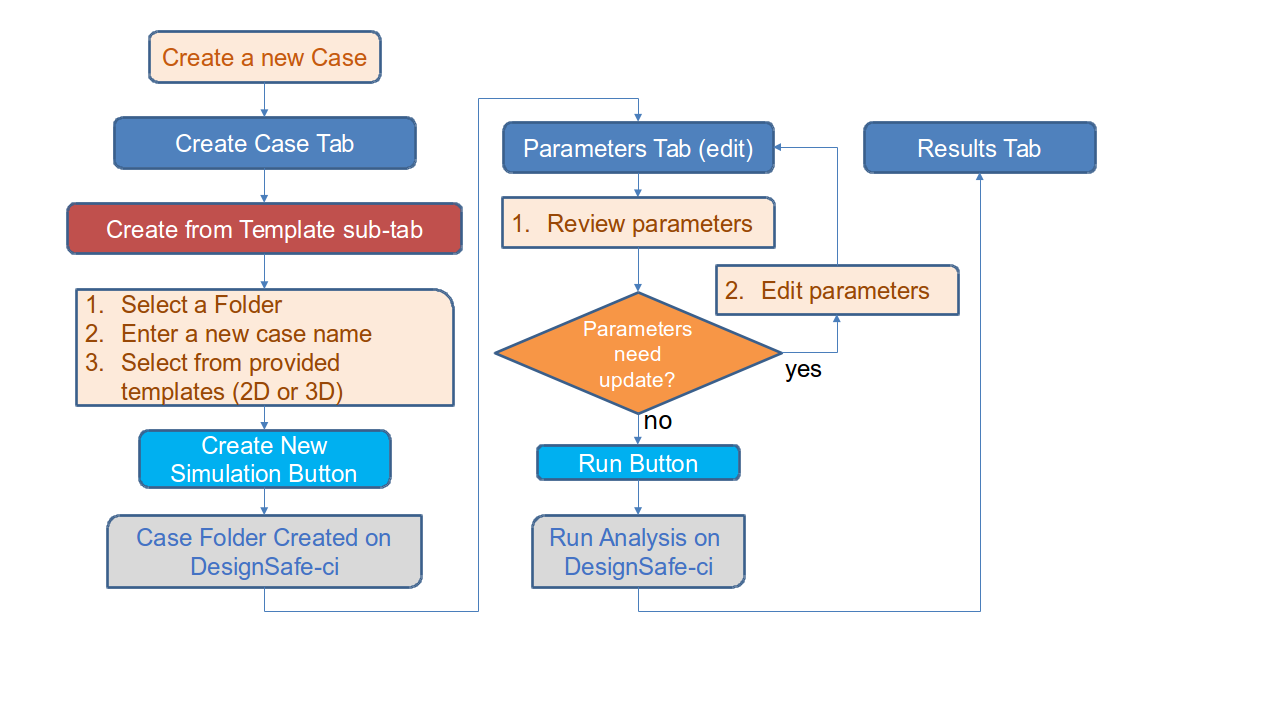 Create a new Case
Create Case Tab
Create from Template sub-tab
1. Select a Folder
2. Enter a new case name
3. Select from provided
templates (2D or 3D)
Create New
Simulation Button
Case Folder Created on
DesignSafe-ci
Parameters Tab (edit)
1. Review parameters
Parameters
need
update?
yes
2. Edit parameters
no
Run Button
Run Analysis on
DesignSafe-ci
Results Tab